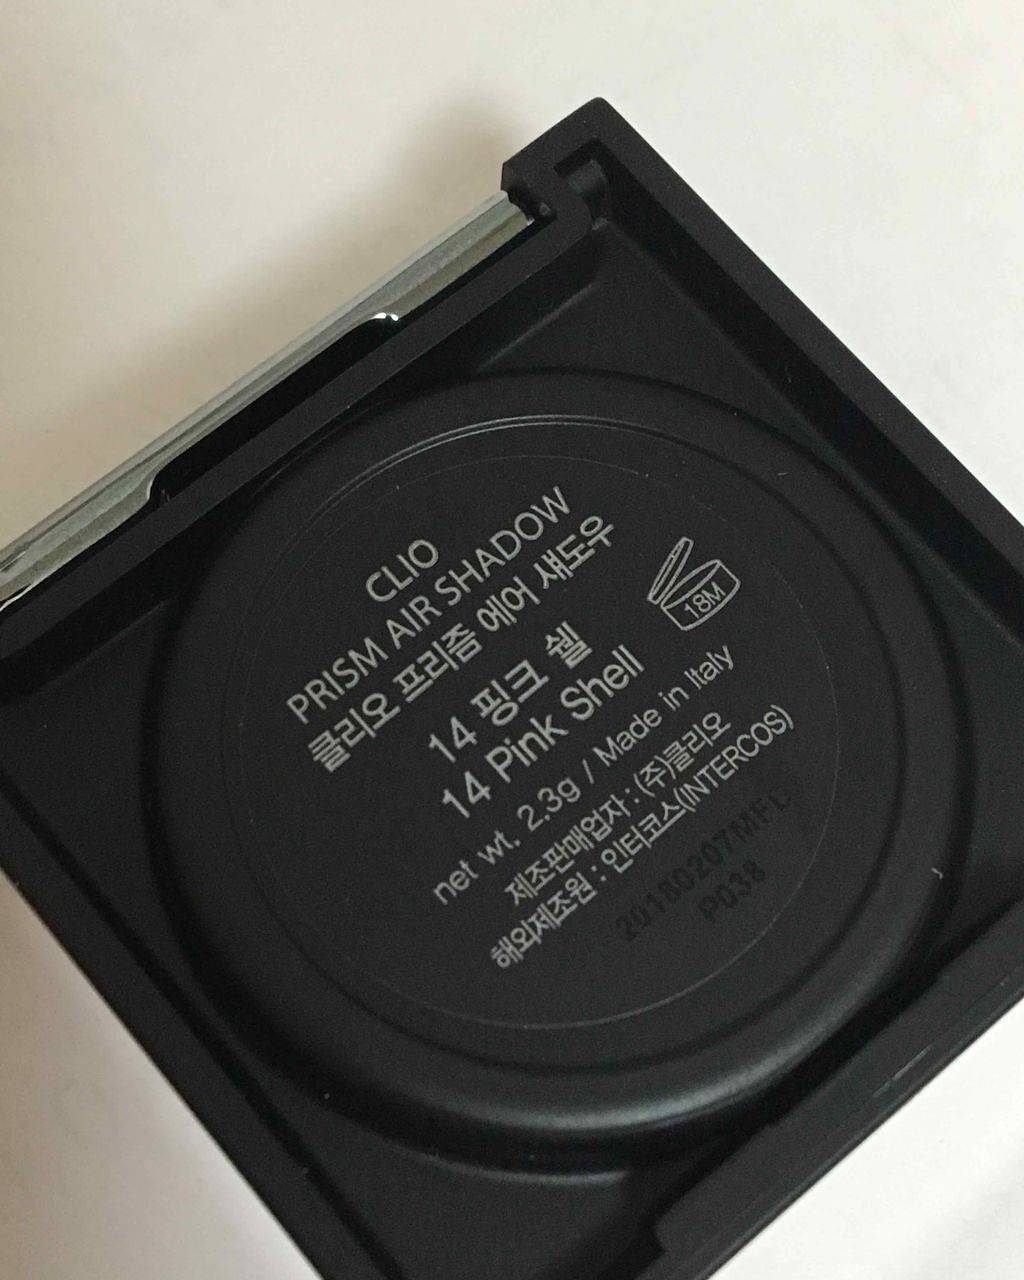 CLIO
PRISM AIR SHADOW
클리오 프리즘 에어 섀도우
14 핑크 쉘
14 Pink Shell
18M
net wt. 2.3g / Made in Italy
제조판매업자 : (주)클리오
해외제조원 : 인터코스(INTERCOS)
20180207MFD
P038